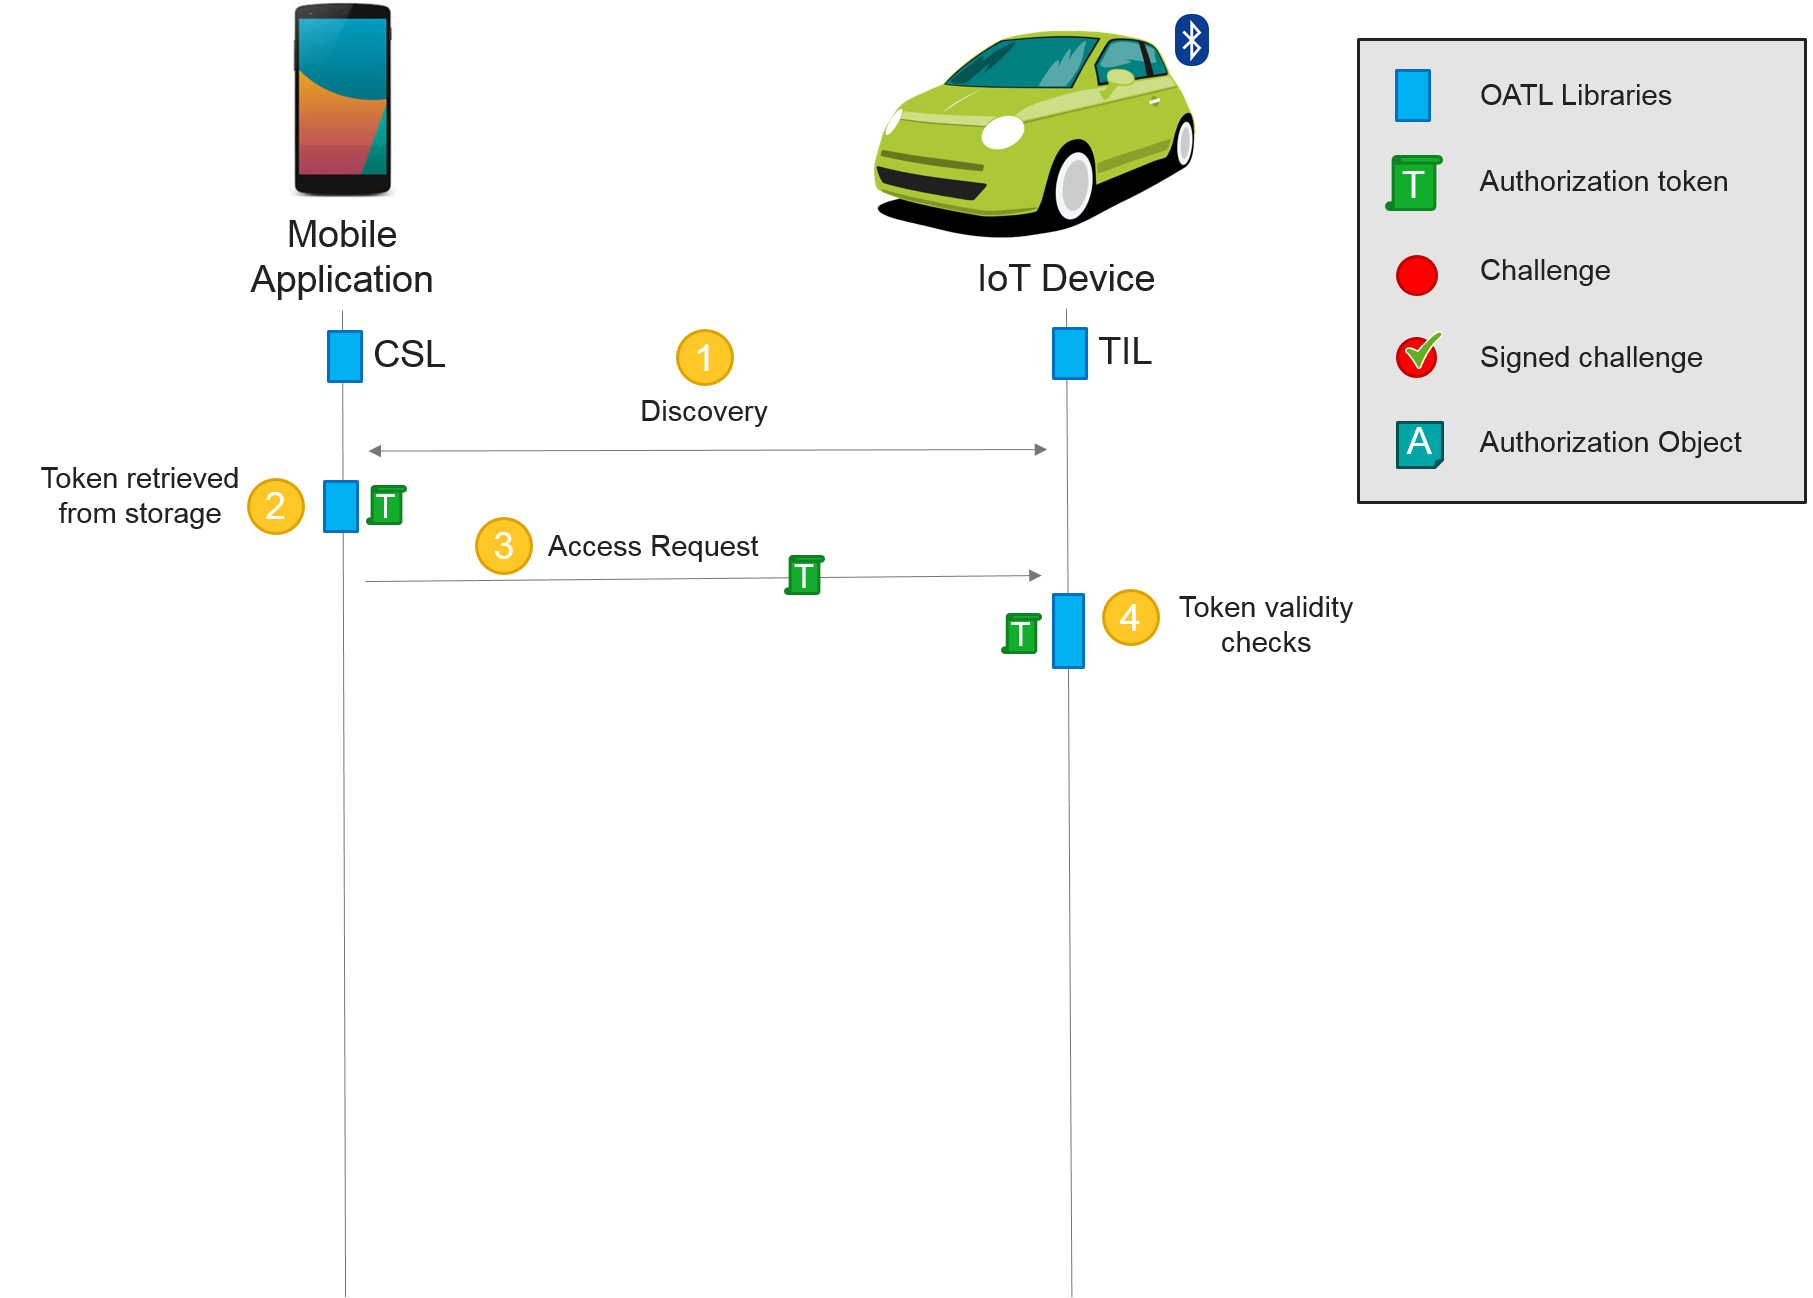 Mobile
Application
IoT Device
CSL
TIL
1
Discovery
Token retrieved
from storage
2
T
3
Access Request
T
T
4
Token validity
checks
OATL Libraries
T
Authorization token
Challenge
Signed challenge
A
Authorization Object